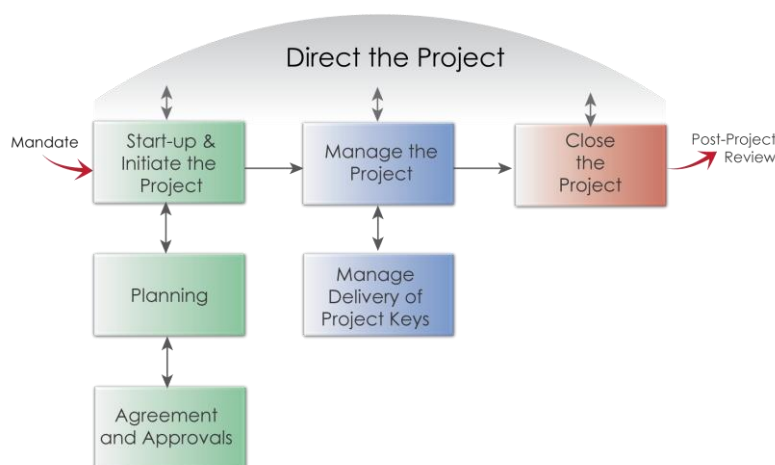 Direct the Project
Mandate
Start-up &
Initiate the
Project
Manage the
Project
Close
the
Project
Post-Project
Review
Planning
Manage
Delivery of
Project Keys
Agreement
and Approvals